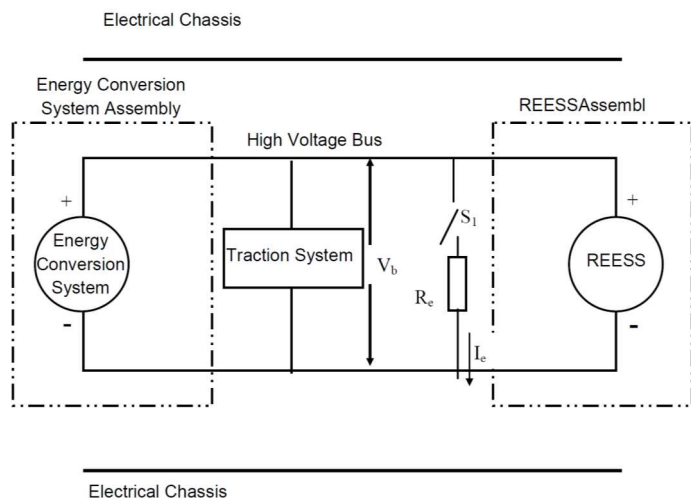 Electrical Chassis
Energy Conversion
System Assembly
REESSAssembl
High Voltage Bus
+
+
S1
Energy
Conversion
System
Traction System
Vb
REESS
Re
-
-
Ie
Electrical Chassis